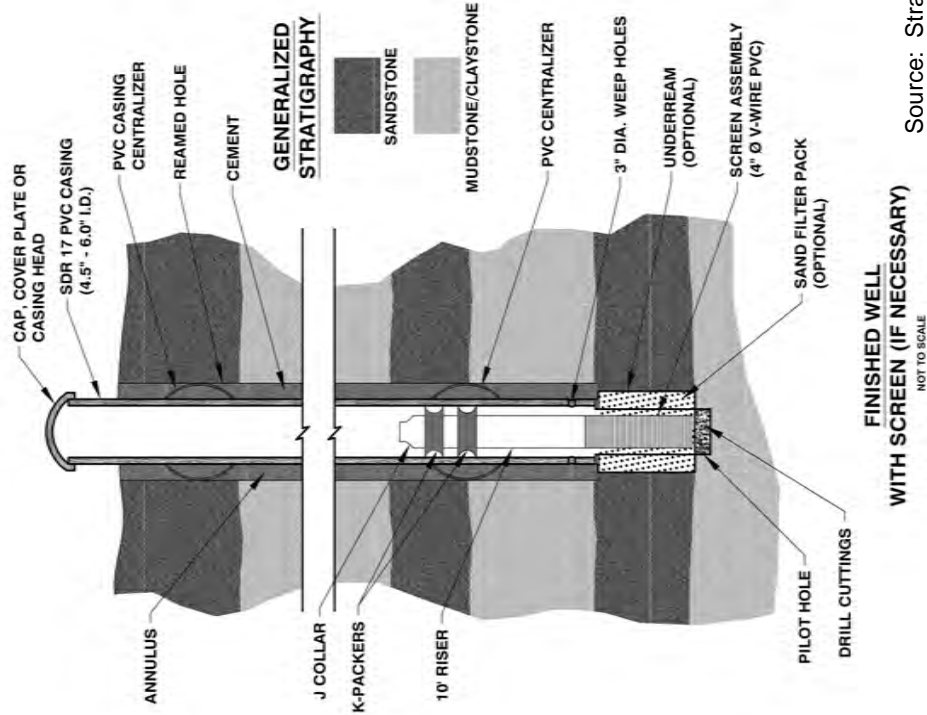 CAP, COVER PLATE OR
CASING HEAD
SDR 17 PVC CASING
(4.5" - 6.0" I.D.)
PVC CASING
CENTRALIZER
REAMED HOLE
CEMENT
GENERALIZED
STRATIGRAPHY
SANDSTONE
MUDSTONE/CLAYSTONE
PVC CENTRALIZER
3" DIA. WEEP HOLES
UNDERREAM
(OPTIONAL)
SCREEN ASSEMBLY
(4" Ø V-WIRE PVC)
SAND FILTER PACK
(OPTIONAL)
ANNULUS
J COLLAR
K-PACKERS
10' RISER
PILOT HOLE
DRILL CUTTINGS
FINISHED WELL
WITH SCREEN (IF NECESSARY)
NOT TO SCALE
Source: Stra